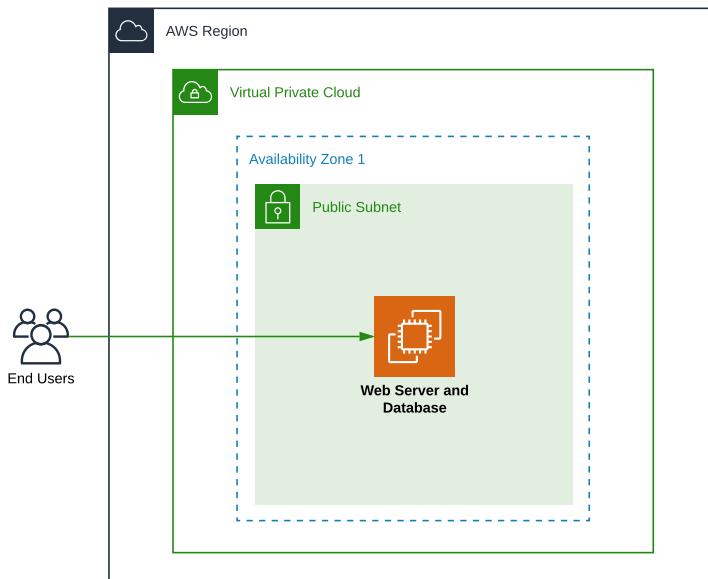 AWS Region
Virtual Private Cloud
Availability Zone 1
Public Subnet
End Users
Web Server and
Database